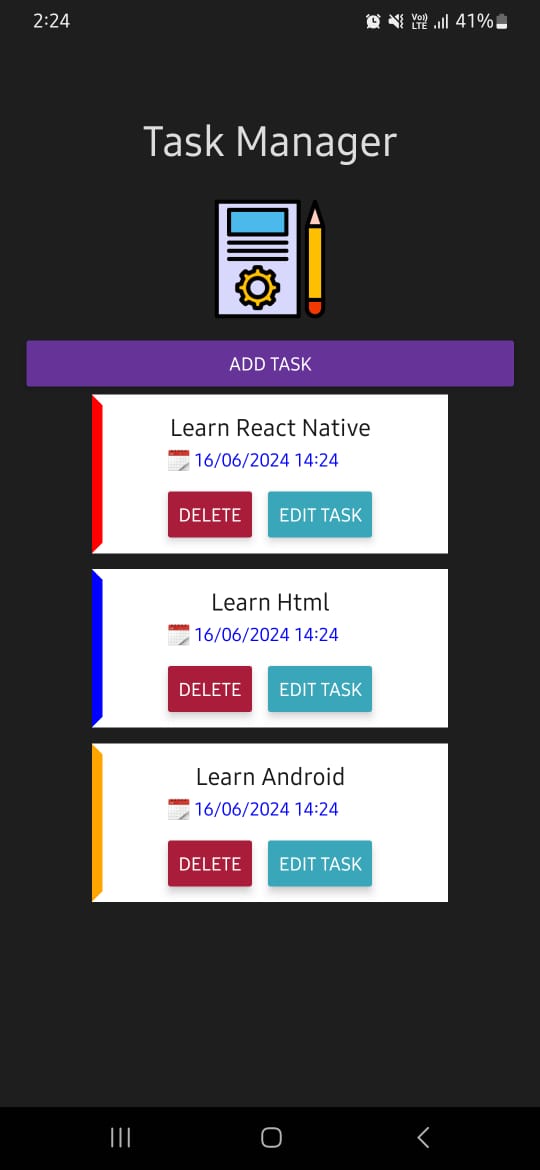 2:24
Vo)) LTE 41%
Task Manager
ADD TASK
Learn React Native
16/06/2024 14:24
DELETE EDIT TASK
Learn Html
16/06/2024 14:24
DELETE EDIT TASK
Learn Android
16/06/2024 14:24
DELETE EDIT TASK